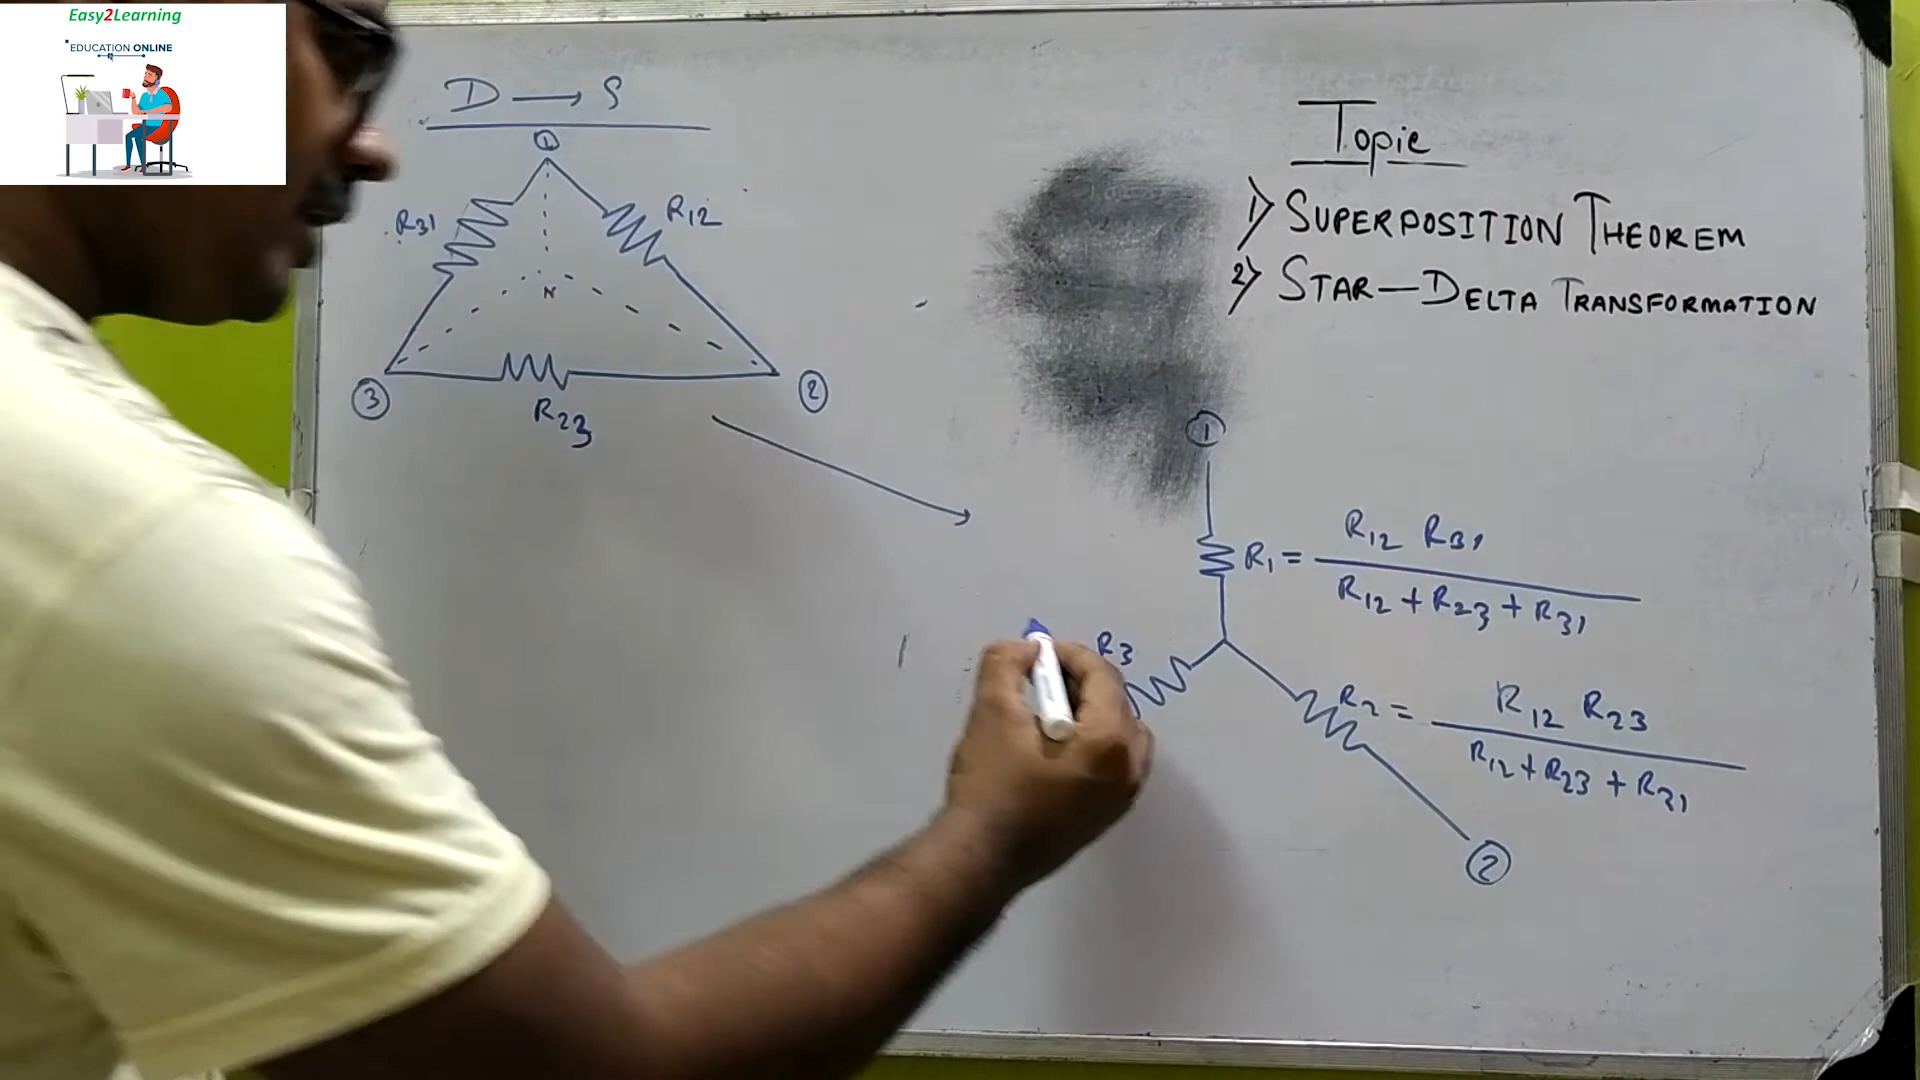 Easy2Learning
EDUCATION ONLINE
D → S
1
R31
R12
N
3
2
R23
Topic
1) SUPERPOSITION THEOREM
2) STAR—DELTA TRANSFORMATION
1
R1 = R12 R31
R12 + R23 + R31
R3
R2 = R12 R23
R12 + R23 + R31
2